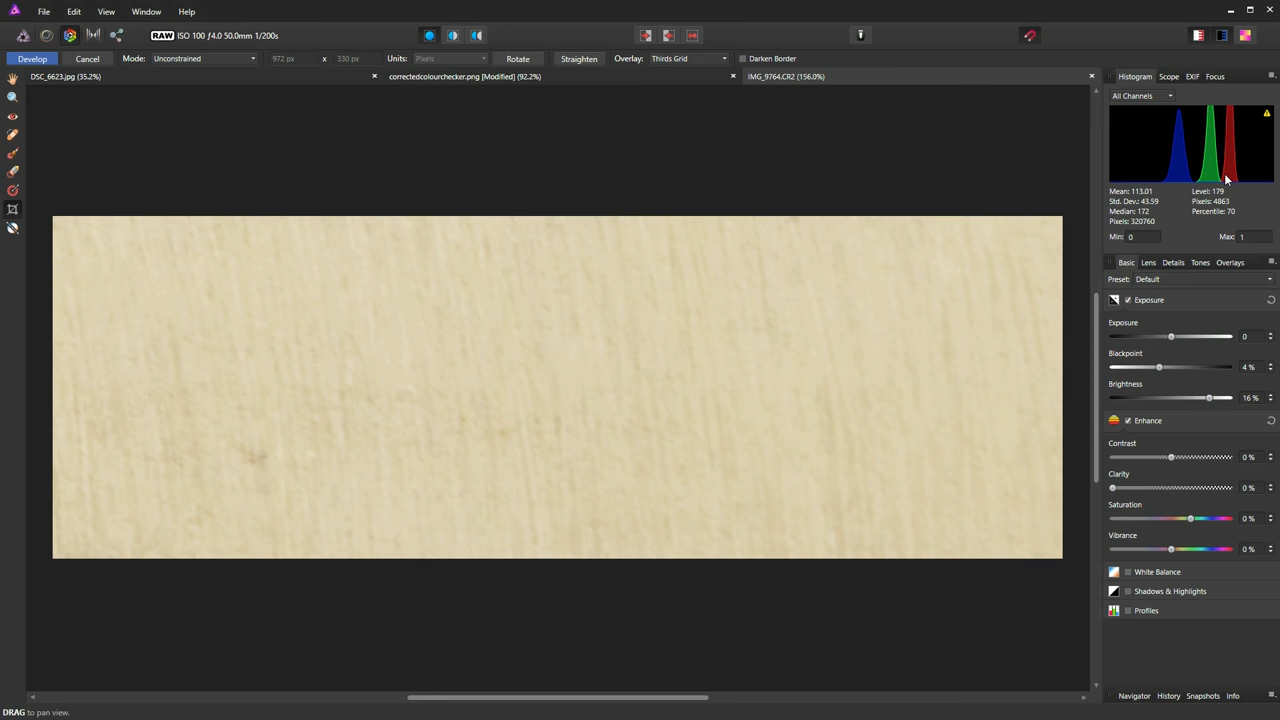 File Edit View Window Help
RAW ISO 100 ƒ4.0 50.0mm 1/200s
Develop Cancel Mode: Unconstrained 972 px x 330 px Units: Pixels Rotate Straighten Overlay: Thirds Grid Darken Border
DSC_6623.jpg (35.2%) correctedcolourchecker.png [Modified] (92.2%) IMG_9764.CR2 (156.0%)
Histogram Scope EXIF Focus
All Channels
Mean: 113.01 Level: 179
Std. Dev.: 43.59 Pixels: 4863
Median: 172 Percentile: 70
Pixels: 320760
Min: 0 Max: 1
Basic Lens Details Tones Overlays
Preset: Default
Exposure
Exposure
0
Blackpoint
4 %
Brightness
16 %
Enhance
Contrast
0 %
Clarity
0 %
Saturation
0 %
Vibrance
0 %
White Balance
Shadows & Highlights
Profiles
Navigator History Snapshots Info
DRAG to pan view.